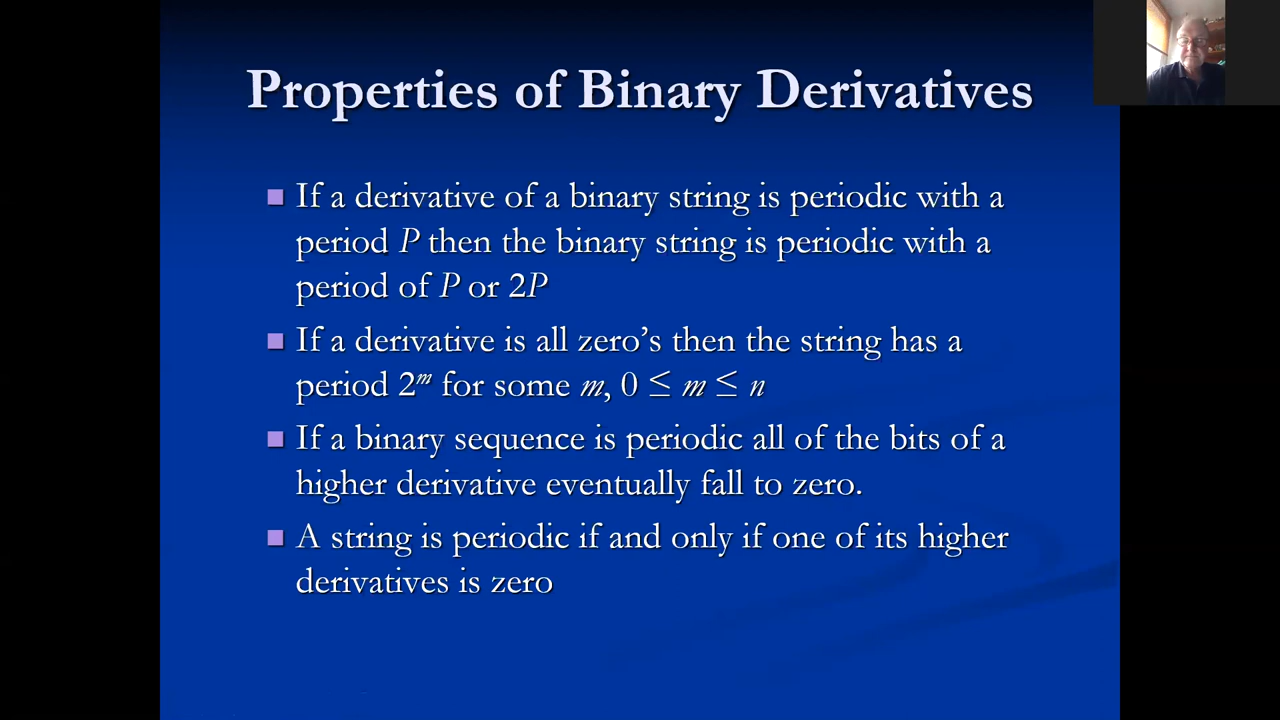 Properties of Binary Derivatives
If a derivative of a binary string is periodic with a
period P then the binary string is periodic with a
period of P or 2P
If a derivative is all zero’s then the string has a
period 2ᵐ for some m, 0 ≤ m ≤ n
If a binary sequence is periodic all of the bits of a
higher derivative eventually fall to zero.
A string is periodic if and only if one of its higher
derivatives is zero